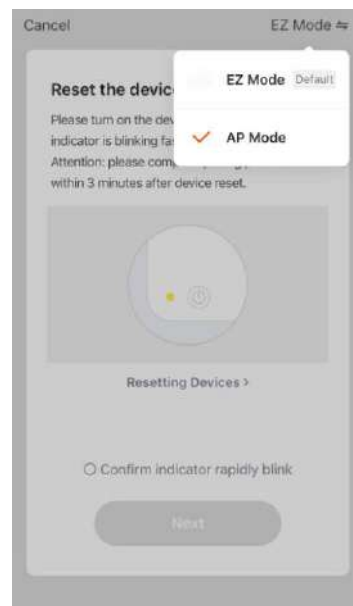 Cancel
EZ Mode
EZ Mode Default
AP Mode
Reset the devic
Please turn on the dev
indicator is blinking fa
Attention: please com
within 3 minutes after device reset.
Resetting Devices >
Confirm indicator rapidly blink
Next